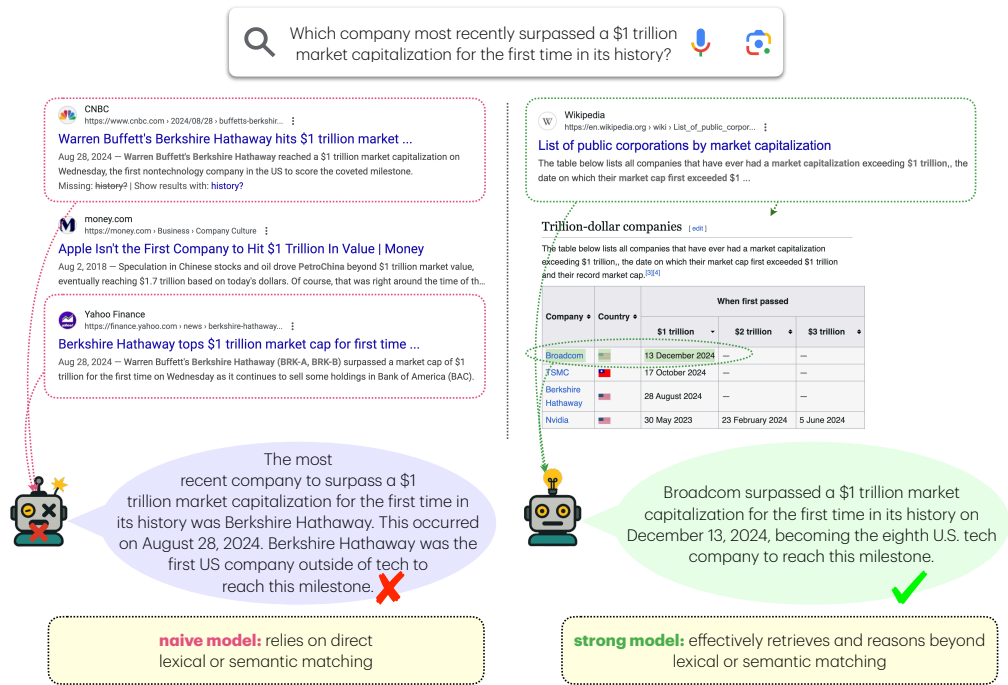 Which company most recently surpassed a $1 trillion
market capitalization for the first time in its history?
CNBC
https://www.cnbc.com › 2024/08/28 › buffetts-berkshir...
Warren Buffett's Berkshire Hathaway hits $1 trillion market ...
Aug 28, 2024 — Warren Buffett's Berkshire Hathaway reached a $1 trillion market capitalization on
Wednesday, the first nontechnology company in the US to score the coveted milestone.
Missing: history? | Show results with: history?
money.com
https://money.com › Business › Company Culture
Apple Isn't the First Company to Hit $1 Trillion In Value | Money
Aug 2, 2018 — Speculation in Chinese stocks and oil drove PetroChina beyond $1 trillion market value,
eventually reaching $1.7 trillion based on today's dollars. Of course, that was right around the time of th...
Yahoo Finance
https://finance.yahoo.com › news › berkshire-hathaway...
Berkshire Hathaway tops $1 trillion market cap for first time ...
Aug 28, 2024 — Warren Buffett's Berkshire Hathaway (BRK-A, BRK-B) surpassed a market cap of $1
trillion for the first time on Wednesday as it continues to sell some holdings in Bank of America (BAC).
The most
recent company to surpass a $1
trillion market capitalization for the first time in
its history was Berkshire Hathaway. This occurred
on August 28, 2024. Berkshire Hathaway was the
first US company outside of tech to
reach this milestone.
naive model: relies on direct
lexical or semantic matching
W
Wikipedia
https://en.wikipedia.org › wiki › List_of_public_corpor...
List of public corporations by market capitalization
The table below lists all companies that have ever had a market capitalization exceeding $1 trillion,, the
date on which their market cap first exceeded $1 ...
Trillion-dollar companies [ edit ]
The table below lists all companies that have ever had a market capitalization
exceeding $1 trillion,, the date on which their market cap first exceeded $1 trillion
and their record market cap.[3][4]
Company Country When first passed
$1 trillion $2 trillion $3 trillion
Broadcom 13 December 2024 — —
TSMC 17 October 2024 — —
Berkshire
Hathaway 28 August 2024 — —
Nvidia 30 May 2023 23 February 2024 5 June 2024
Broadcom surpassed a $1 trillion market
capitalization for the first time in its history on
December 13, 2024, becoming the eighth U.S. tech
company to reach this milestone.
strong model: effectively retrieves and reasons beyond
lexical or semantic matching